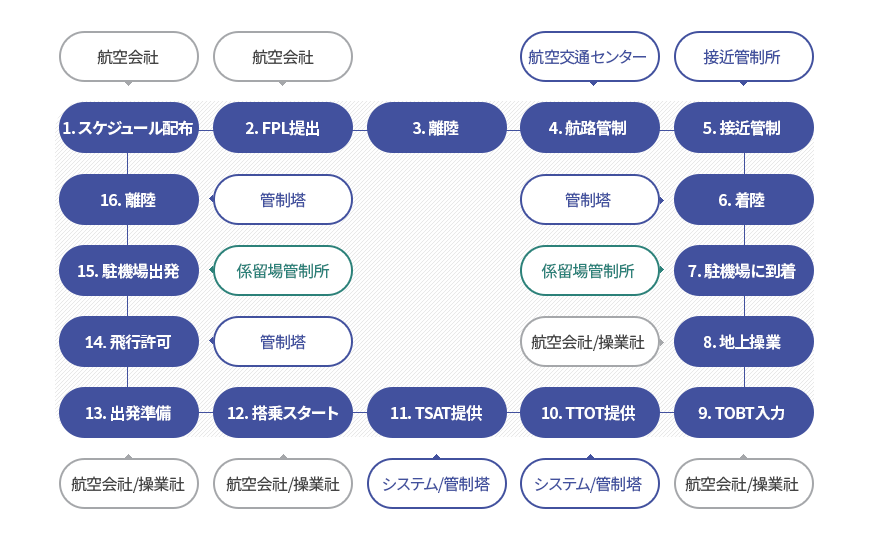 航空会社
航空会社
航空交通センター
接近管制所
1. スケジュール配布
2. FPL提出
3. 離陸
4. 航路管制
5. 接近管制
16. 離陸
管制塔
管制塔
6. 着陸
15. 駐機場出発
係留場管制所
係留場管制所
7. 駐機場に到着
14. 飛行許可
管制塔
航空会社/操業社
8. 地上操業
13. 出発準備
12. 搭乗スタート
11. TSAT提供
10. TTOT提供
9. TOBT入力
航空会社/操業社
航空会社/操業社
システム/管制塔
システム/管制塔
航空会社/操業社